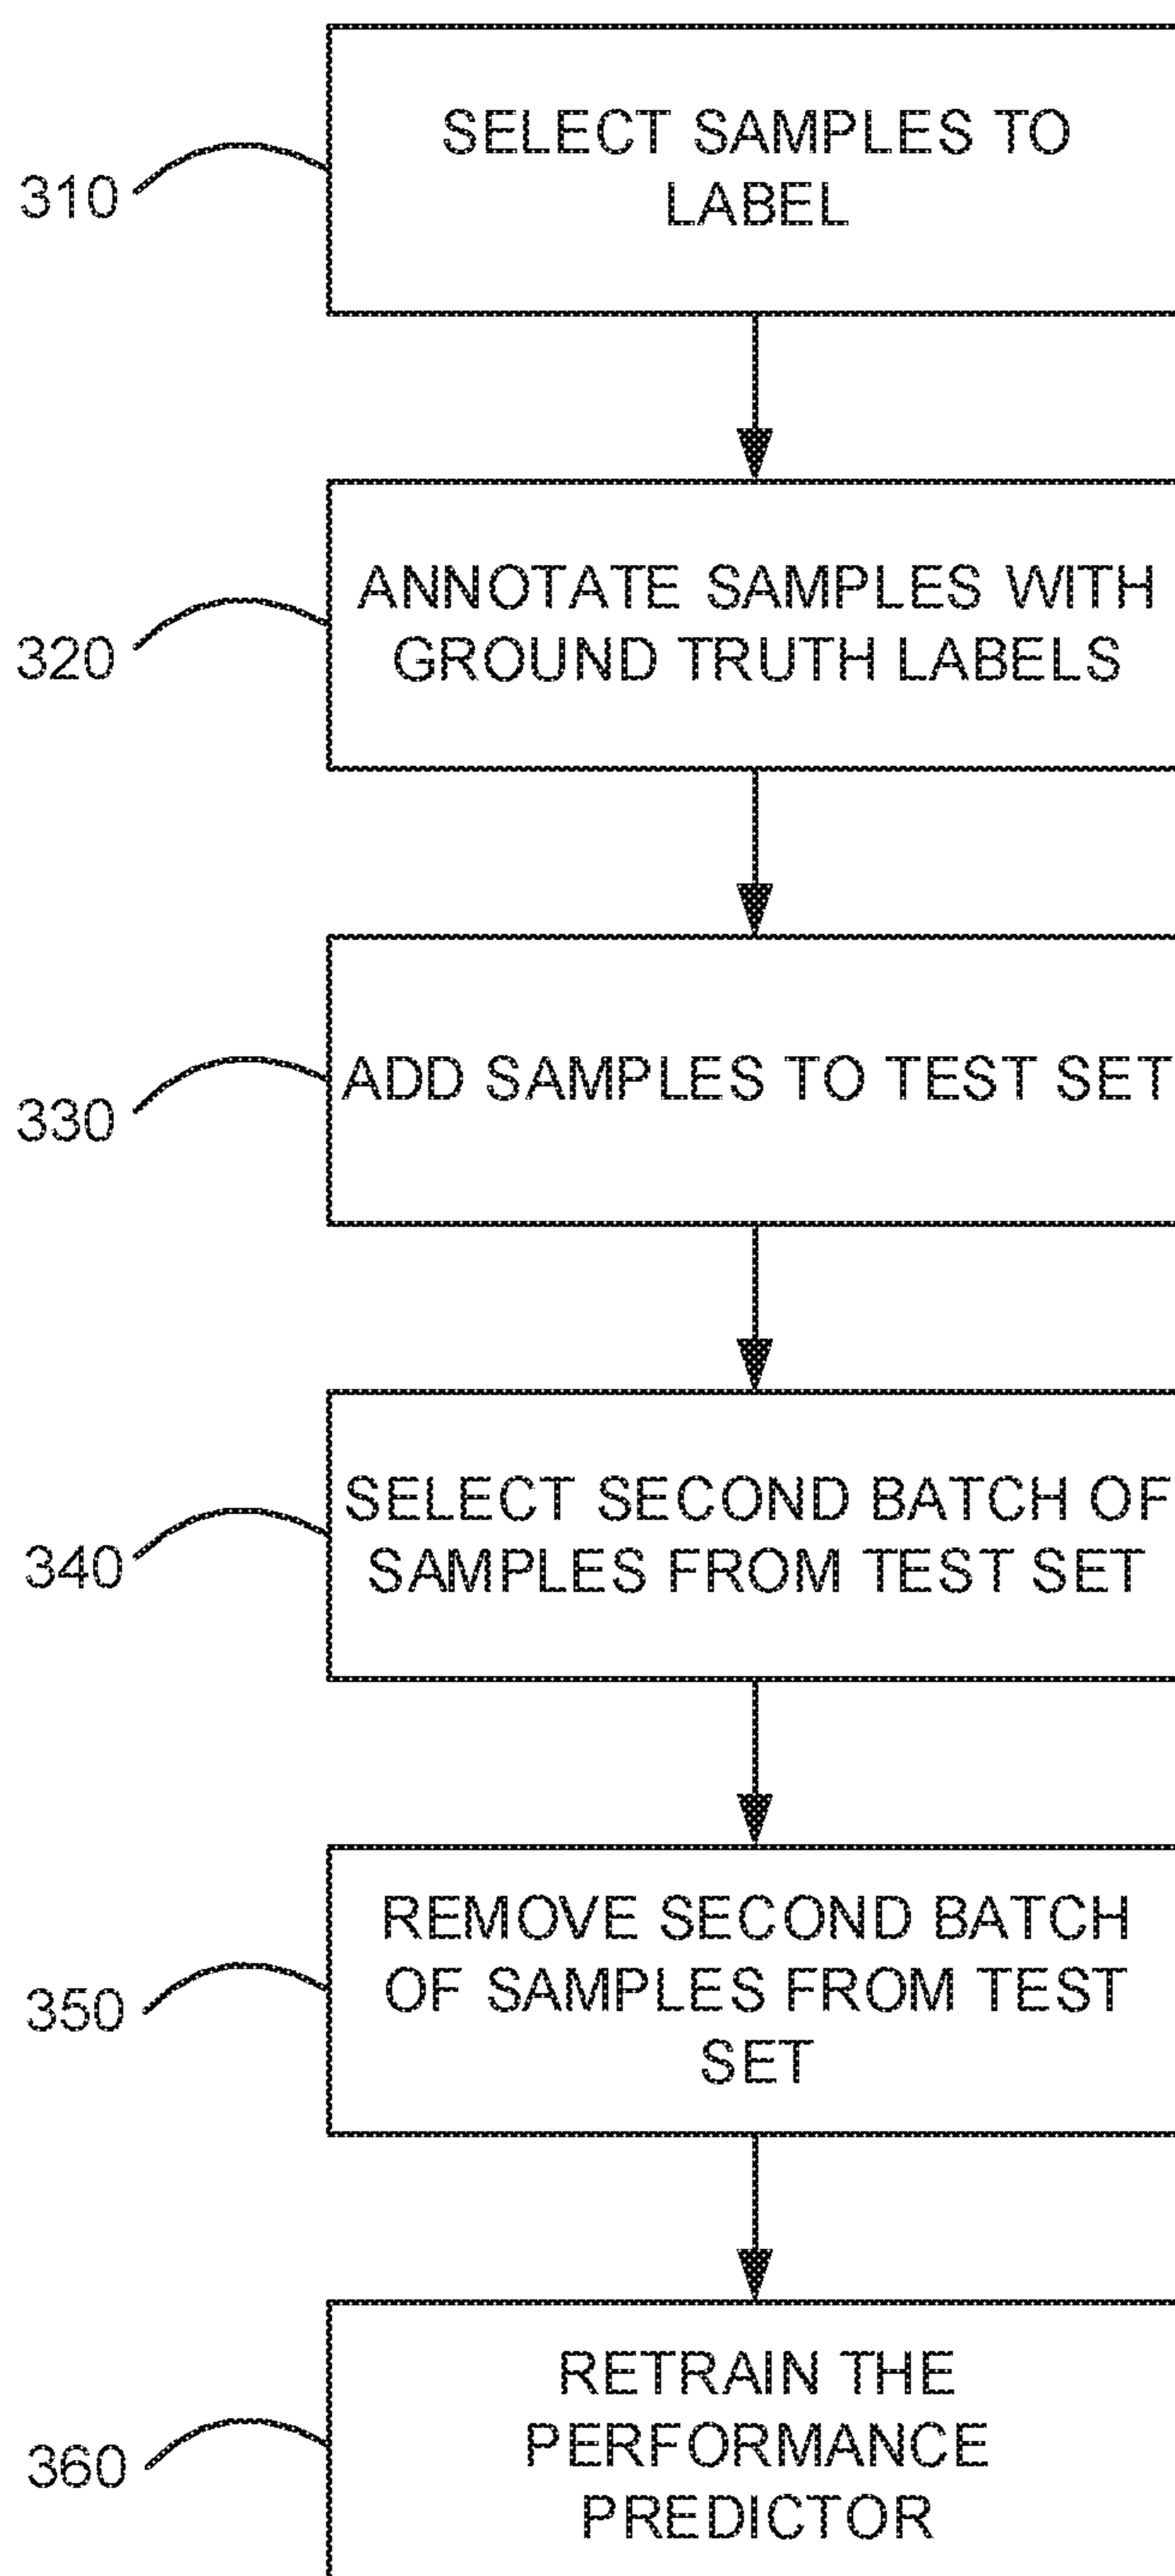 SELECT SAMPLES TO
LABEL
310
ANNOTATE SAMPLES WITH
GROUND TRUTH LABELS
320
ADD SAMPLES TO TEST SET
330
SELECT SECOND BATCH OF
SAMPLES FROM TEST SET
340
REMOVE SECOND BATCH
OF SAMPLES FROM TEST
SET
350
RETRAIN THE
PERFORMANCE
PREDICTOR
360